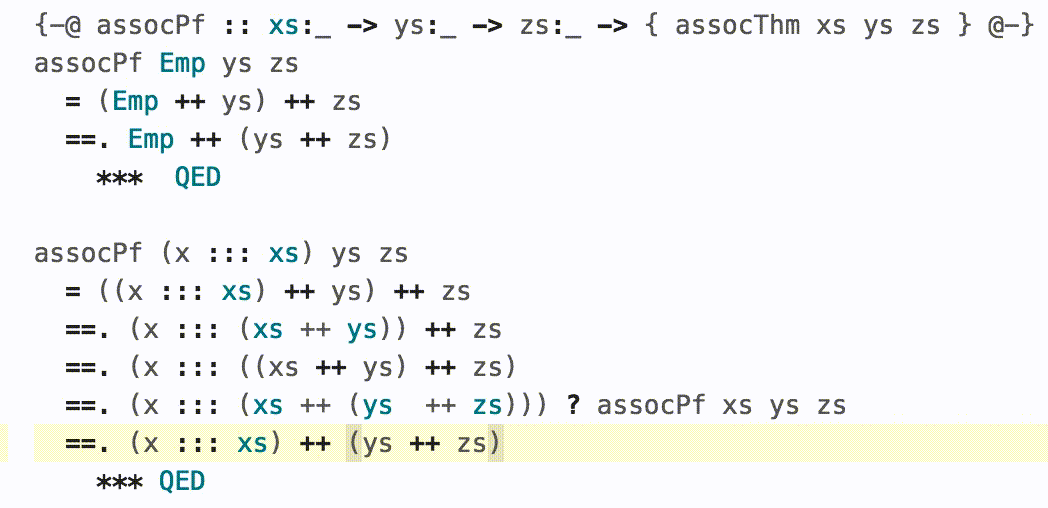 {-@ assocPf :: xs:_ -> ys:_ -> zs:_ -> { assocThm xs ys zs } @-}
assocPf Emp ys zs
  = (Emp ++ ys) ++ zs
  ==. Emp ++ (ys ++ zs)
    ***  QED

assocPf (x ::: xs) ys zs
  = ((x ::: xs) ++ ys) ++ zs
  ==. (x ::: (xs ++ ys)) ++ zs
  ==. (x ::: ((xs ++ ys) ++ zs)
  ==. (x ::: (xs ++ (ys  ++ zs))) ? assocPf xs ys zs
  ==. (x ::: xs) ++ (ys ++ zs)
    *** QED